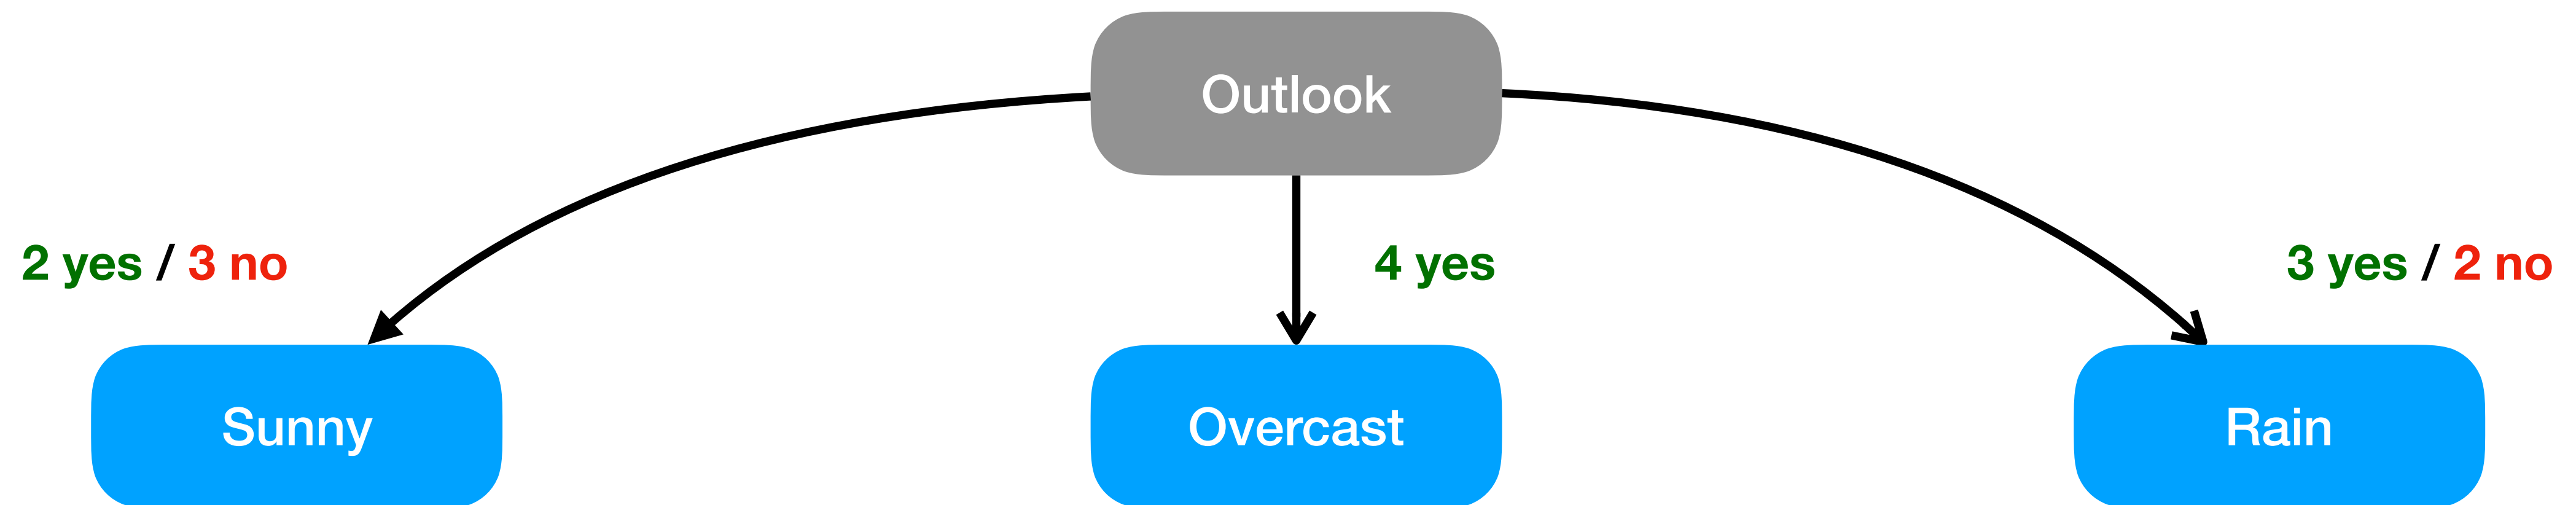 Outlook
2 yes / 3 no
4 yes
3 yes / 2 no
Sunny
Overcast
Rain